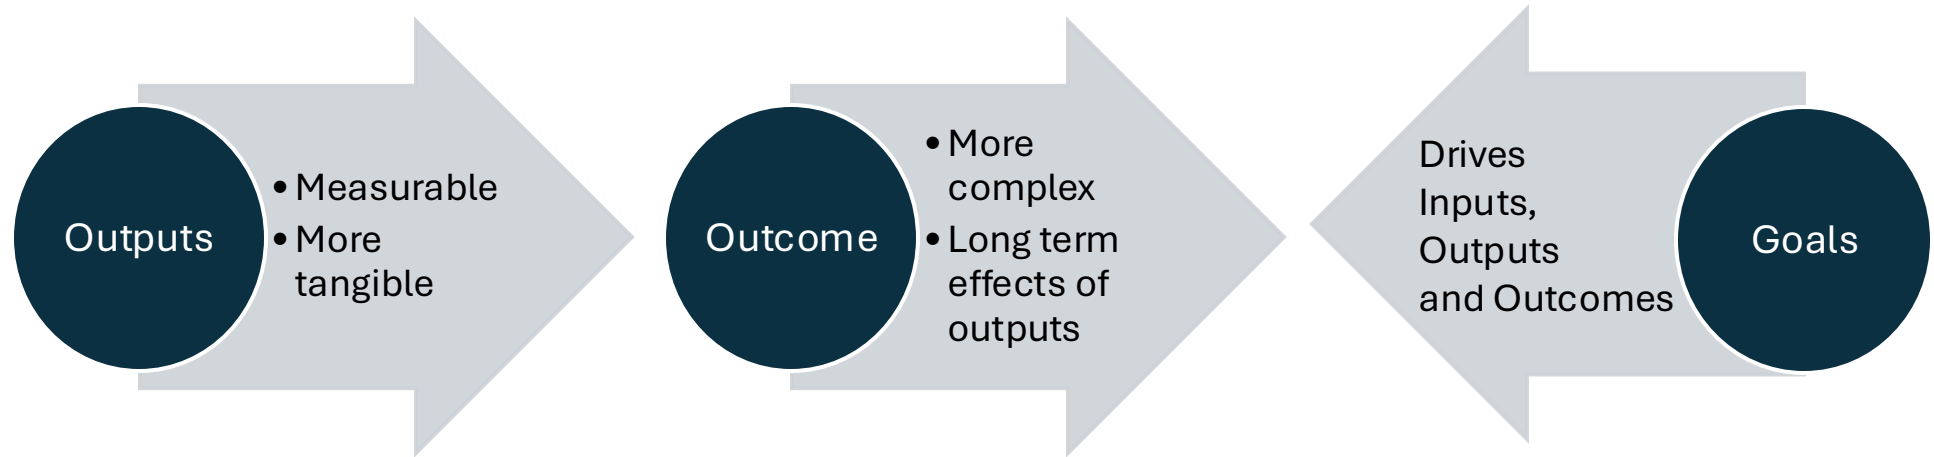 Outputs
• Measurable
• More
tangible
Outcome
• More
complex
• Long term
effects of
outputs
Drives
Inputs,
Outputs
and Outcomes
Goals